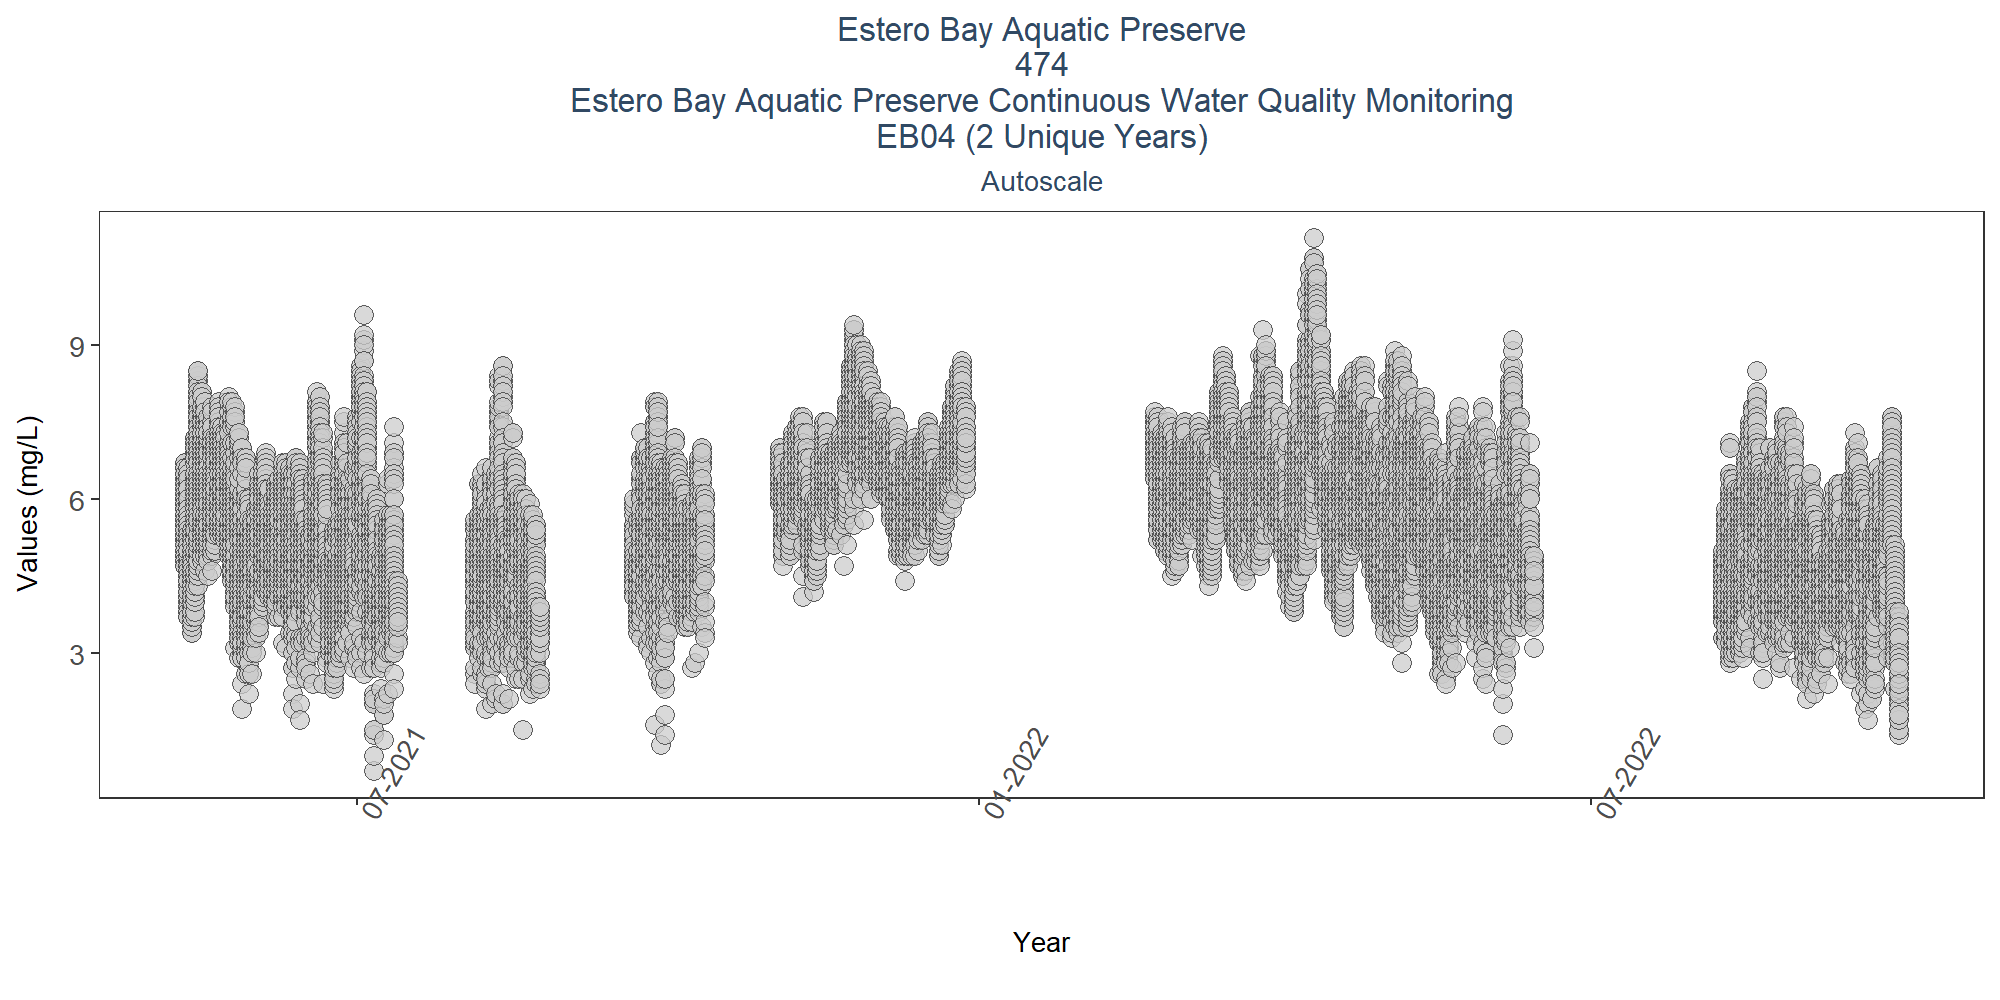 Estero Bay Aquatic Preserve
474
Estero Bay Aquatic Preserve Continuous Water Quality Monitoring
EB04 (2 Unique Years)
Autoscale
Values (mg/L)
9
6
3
07-2021
01-2022
07-2022
Year